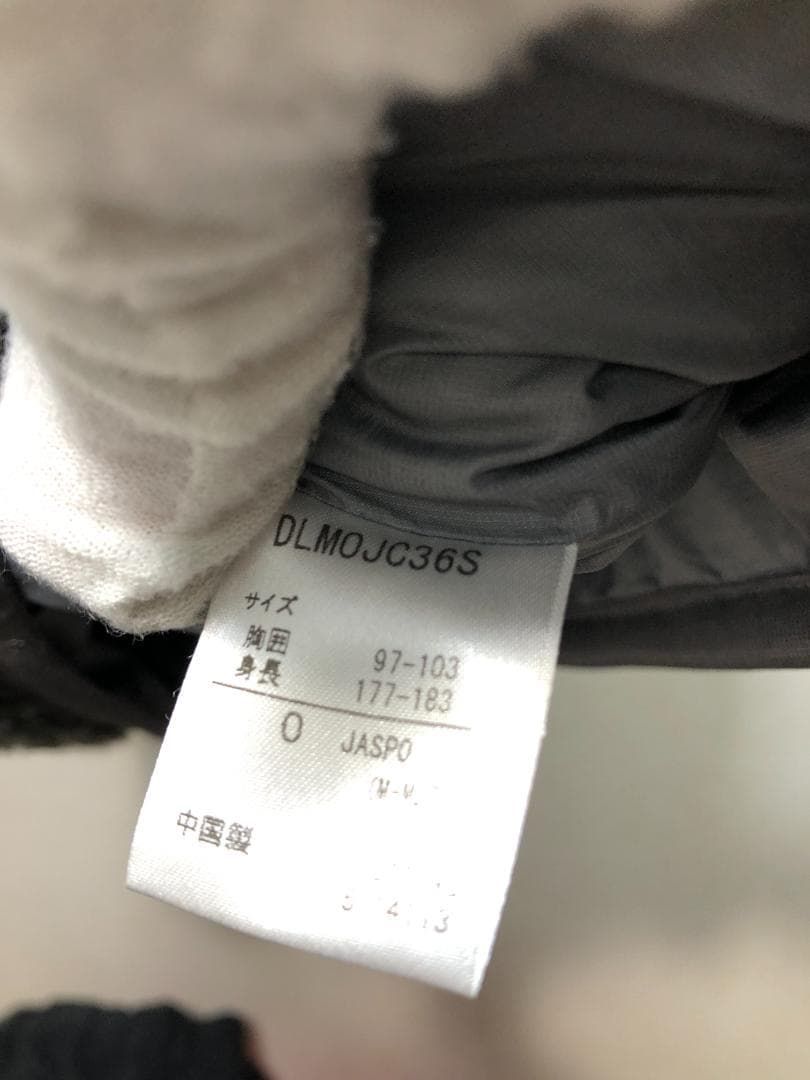 DLMOJC36S
サイズ
胸囲 97-103
身長 177-183
O JASPO
中国製